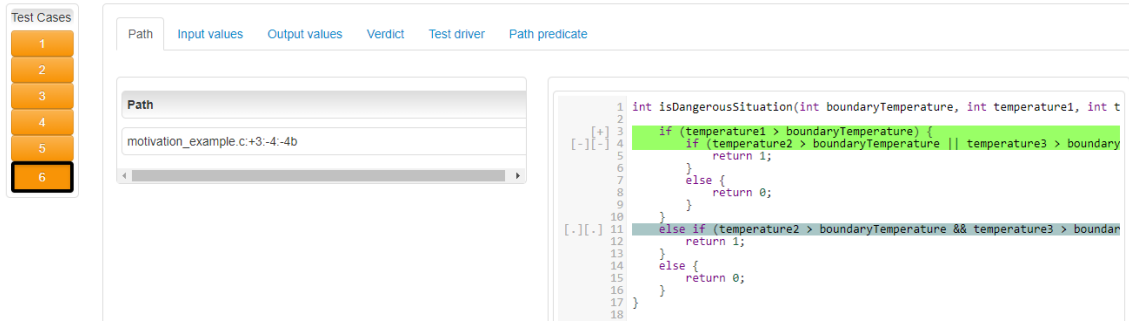 Test Cases
1
2
3
4
5
6
Path Input values Output values Verdict Test driver Path predicate
Path
motivation_example.c:+3:-4:-4b
1 int isDangerousSituation(int boundaryTemperature, int temperature1, int t
2
[+] 3 if (temperature1 > boundaryTemperature) {
[-][-] 4 if (temperature2 > boundaryTemperature || temperature3 > boundary
5 return 1;
6 }
7 else {
8 return 0;
9 }
10 }
[.][.] 11 else if (temperature2 > boundaryTemperature && temperature3 > boundar
12 return 1;
13 }
14 else {
15 return 0;
16 }
17 }
18